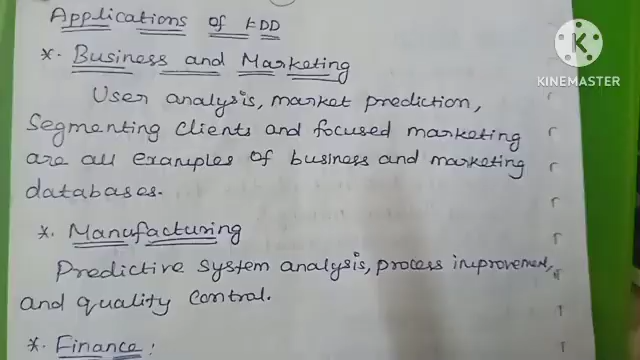 Applications of KDD
*. Business and Marketing
User analysis, market prediction,
Segmenting clients and focused marketing
are all examples of business and marketing
databases.
*. Manufacturing
Predictive system analysis, process improvement,
and quality control.
*. Finance:
KINEMASTER